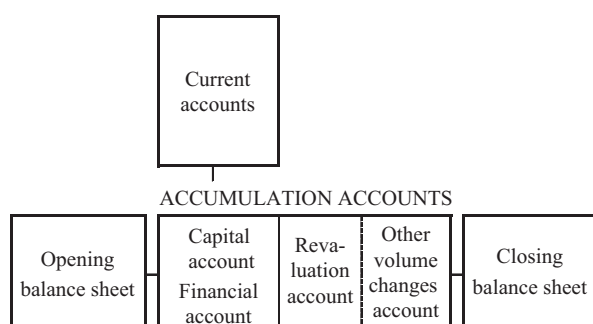 Current
accounts
ACCUMULATION ACCOUNTS
Opening
balance sheet
Capital
account
Financial
account
Reva-
luation
account
Other
volume
changes
account
Closing
balance sheet